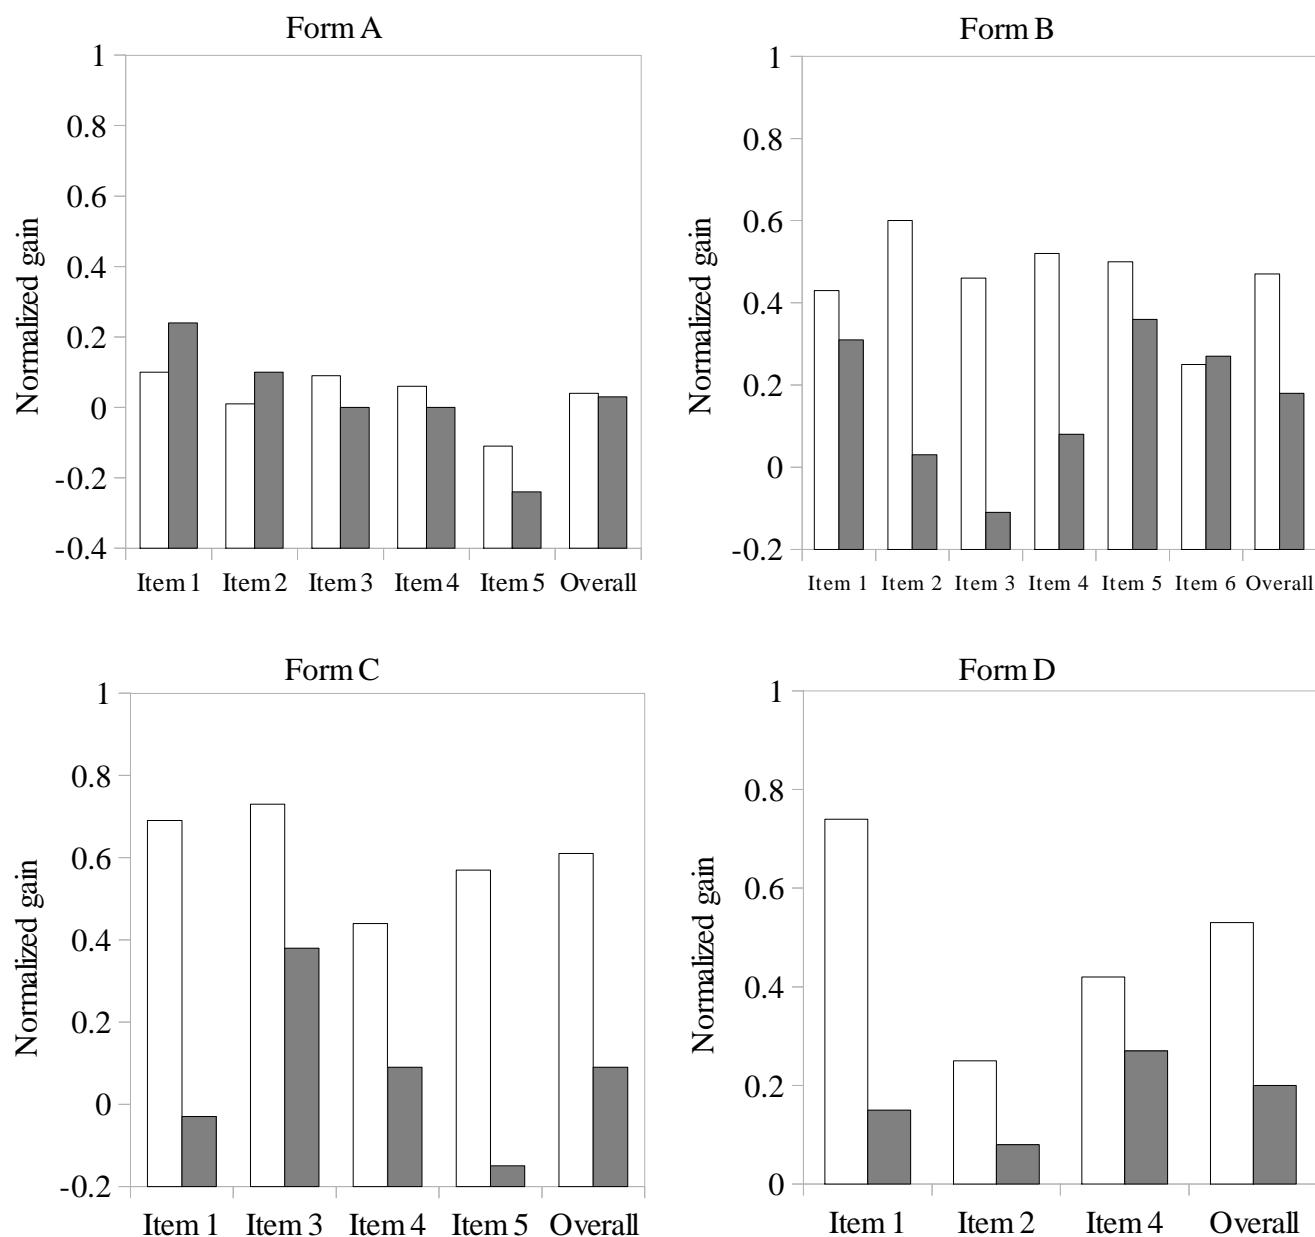 Form A
1
0.8
0.6
0.4
0.2
0
-0.2
-0.4
Normalized gain
Item 1 Item 2 Item 3 Item 4 Item 5 Overall
Form B
1
0.8
0.6
0.4
0.2
0
-0.2
Normalized gain
Item 1 Item 2 Item 3 Item 4 Item 5 Item 6 Overall
Form C
1
0.8
0.6
0.4
0.2
0
-0.2
Normalized gain
Item 1 Item 3 Item 4 Item 5 Overall
Form D
1
0.8
0.6
0.4
0.2
0
Normalized gain
Item 1 Item 2 Item 4 Overall